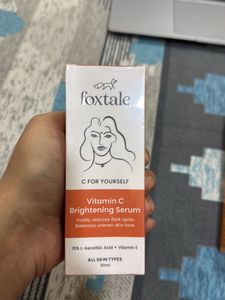 foxtale
C FOR YOURSELF
Vitamin C
Brightening Serum
Visibly reduces dark spots,
balances uneven skin tone
15% L-Ascorbic Acid + Vitamin E
ALL SKIN TYPES
30ml